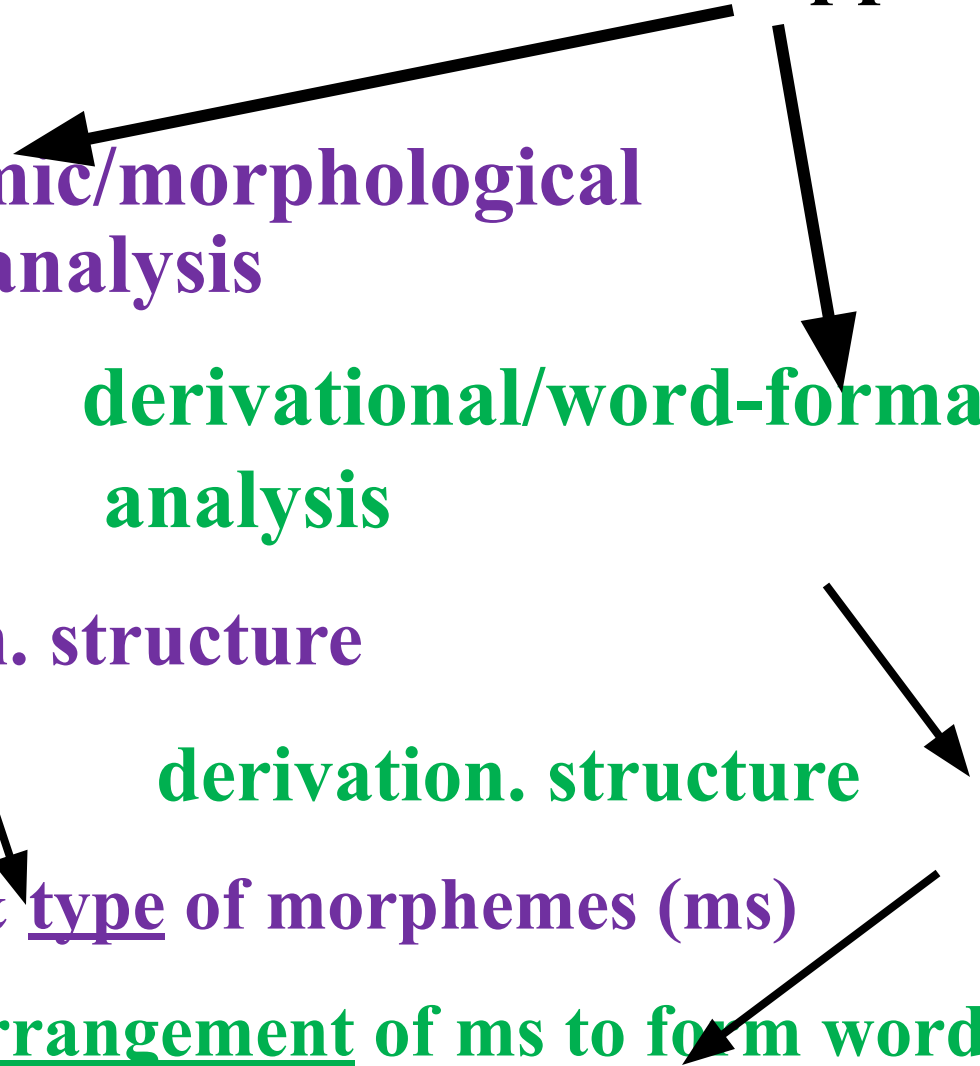 mic/morphological
analysis
derivational/word-forma
analysis
. structure
derivation. structure
type of morphemes (ms)
rrangement of ms to form word